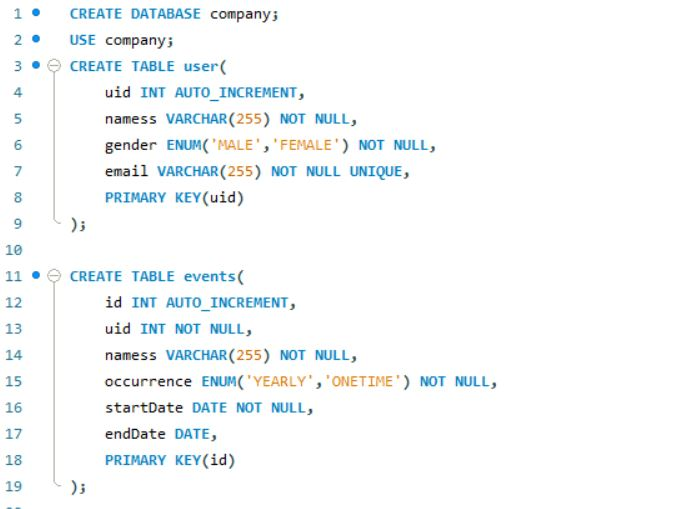 1 CREATE DATABASE company;
2 USE company;
3 CREATE TABLE user(
4 uid INT AUTO_INCREMENT,
5 namess VARCHAR(255) NOT NULL,
6 gender ENUM('MALE','FEMALE') NOT NULL,
7 email VARCHAR(255) NOT NULL UNIQUE,
8 PRIMARY KEY(uid)
9 );
10
11 CREATE TABLE events(
12 id INT AUTO_INCREMENT,
13 uid INT NOT NULL,
14 namess VARCHAR(255) NOT NULL,
15 occurrence ENUM('YEARLY','ONETIME') NOT NULL,
16 startDate DATE NOT NULL,
17 endDate DATE,
18 PRIMARY KEY(id)
19 );